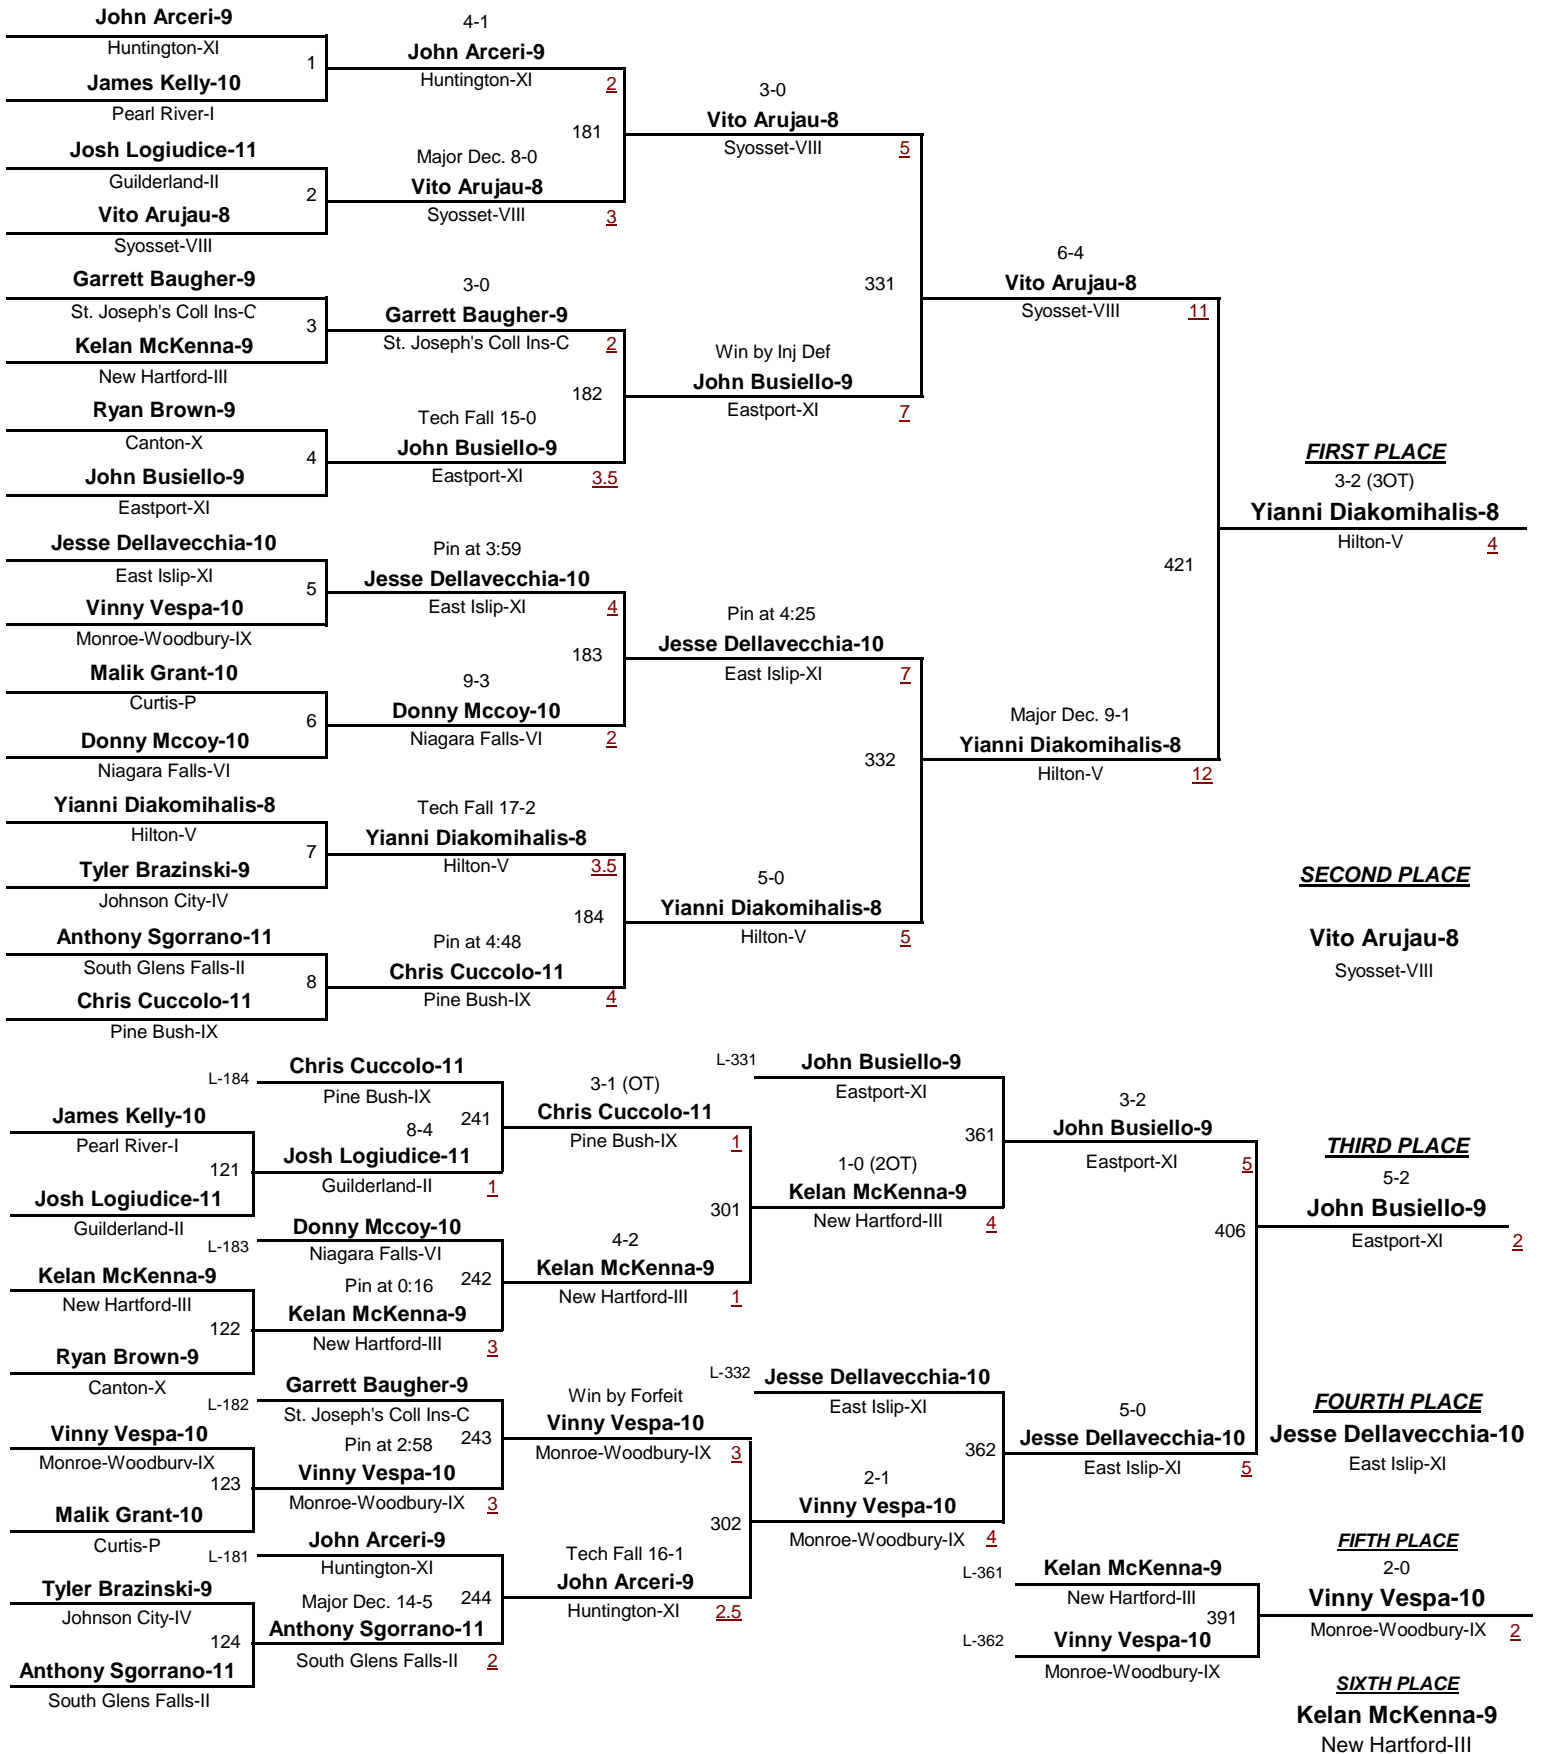 John Arceri-9
Huntington-XI
1
James Kelly-10
Pearl River-I
4-1
John Arceri-9
Huntington-XI
2
Josh Logiudice-11
Guilderland-II
2
Vito Arujau-8
Syosset-VIII
Major Dec. 8-0
Vito Arujau-8
Syosset-VIII
3
181
3-0
Vito Arujau-8
Syosset-VIII
5
Garrett Baugher-9
St. Joseph's Coll Ins-C
3
Kelan McKenna-9
New Hartford-III
3-0
Garrett Baugher-9
St. Joseph's Coll Ins-C
2
Ryan Brown-9
Canton-X
4
John Busiello-9
Eastport-XI
Tech Fall 15-0
John Busiello-9
Eastport-XI
3.5
182
Win by Inj Def
John Busiello-9
Eastport-XI
7
331
6-4
Vito Arujau-8
Syosset-VIII
11
Jesse Dellavecchia-10
East Islip-XI
5
Vinny Vespa-10
Monroe-Woodbury-IX
Pin at 3:59
Jesse Dellavecchia-10
East Islip-XI
4
Malik Grant-10
Curtis-P
6
Donny Mccoy-10
Niagara Falls-VI
9-3
Donny Mccoy-10
Niagara Falls-VI
2
183
Pin at 4:25
Jesse Dellavecchia-10
East Islip-XI
7
Yianni Diakomihalis-8
Hilton-V
7
Tyler Brazinski-9
Johnson City-IV
Tech Fall 17-2
Yianni Diakomihalis-8
Hilton-V
3.5
Anthony Sgorrano-11
South Glens Falls-II
8
Chris Cuccolo-11
Pine Bush-IX
Pin at 4:48
Chris Cuccolo-11
Pine Bush-IX
4
184
5-0
Yianni Diakomihalis-8
Hilton-V
5
332
Major Dec. 9-1
Yianni Diakomihalis-8
Hilton-V
12
421
FIRST PLACE
3-2 (3OT)
Yianni Diakomihalis-8
Hilton-V
4
SECOND PLACE
Vito Arujau-8
Syosset-VIII
L-184
Chris Cuccolo-11
Pine Bush-IX
James Kelly-10
Pearl River-I
121
Josh Logiudice-11
Guilderland-II
8-4
Josh Logiudice-11
Guilderland-II
1
241
3-1 (OT)
Chris Cuccolo-11
Pine Bush-IX
1
L-183
Donny Mccoy-10
Niagara Falls-VI
Kelan McKenna-9
New Hartford-III
122
Ryan Brown-9
Canton-X
Pin at 0:16
Kelan McKenna-9
New Hartford-III
3
242
4-2
Kelan McKenna-9
New Hartford-III
1
301
L-331
John Busiello-9
Eastport-XI
1-0 (2OT)
Kelan McKenna-9
New Hartford-III
4
361
3-2
John Busiello-9
Eastport-XI
5
L-182
Garrett Baugher-9
St. Joseph's Coll Ins-C
Vinny Vespa-10
Monroe-Woodbury-IX
123
Malik Grant-10
Curtis-P
Pin at 2:58
Vinny Vespa-10
Monroe-Woodbury-IX
3
243
Win by Forfeit
Vinny Vespa-10
Monroe-Woodbury-IX
3
L-181
John Arceri-9
Huntington-XI
Tyler Brazinski-9
Johnson City-IV
124
Anthony Sgorrano-11
South Glens Falls-II
Major Dec. 14-5
Anthony Sgorrano-11
South Glens Falls-II
2
244
Tech Fall 16-1
John Arceri-9
Huntington-XI
2.5
302
L-332
Jesse Dellavecchia-10
East Islip-XI
2-1
Vinny Vespa-10
Monroe-Woodbury-IX
4
362
5-0
Jesse Dellavecchia-10
East Islip-XI
5
406
THIRD PLACE
5-2
John Busiello-9
Eastport-XI
2
FOURTH PLACE
Jesse Dellavecchia-10
East Islip-XI
L-361
Kelan McKenna-9
New Hartford-III
391
L-362
Vinny Vespa-10
Monroe-Woodbury-IX
FIFTH PLACE
2-0
Vinny Vespa-10
Monroe-Woodbury-IX
2
SIXTH PLACE
Kelan McKenna-9
New Hartford-III